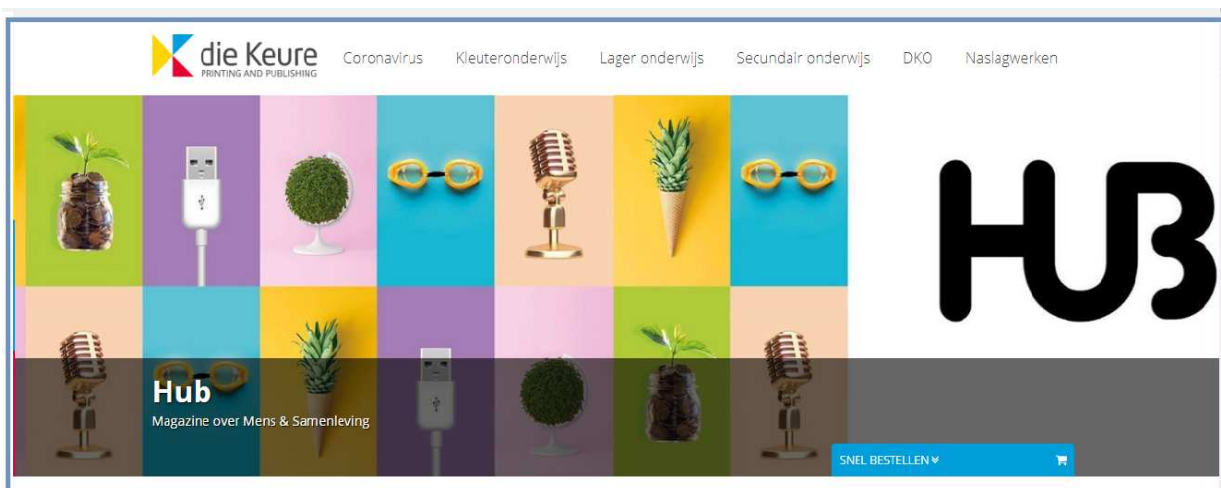 die Keure
PRINTING AND PUBLISHING
Coronavirus Kleuteronderwijs Lager onderwijs Secundair onderwijs DKO Naslagwerken
HUB
Hub
Magazine over Mens & Samenleving
SNEL BESTELLEN